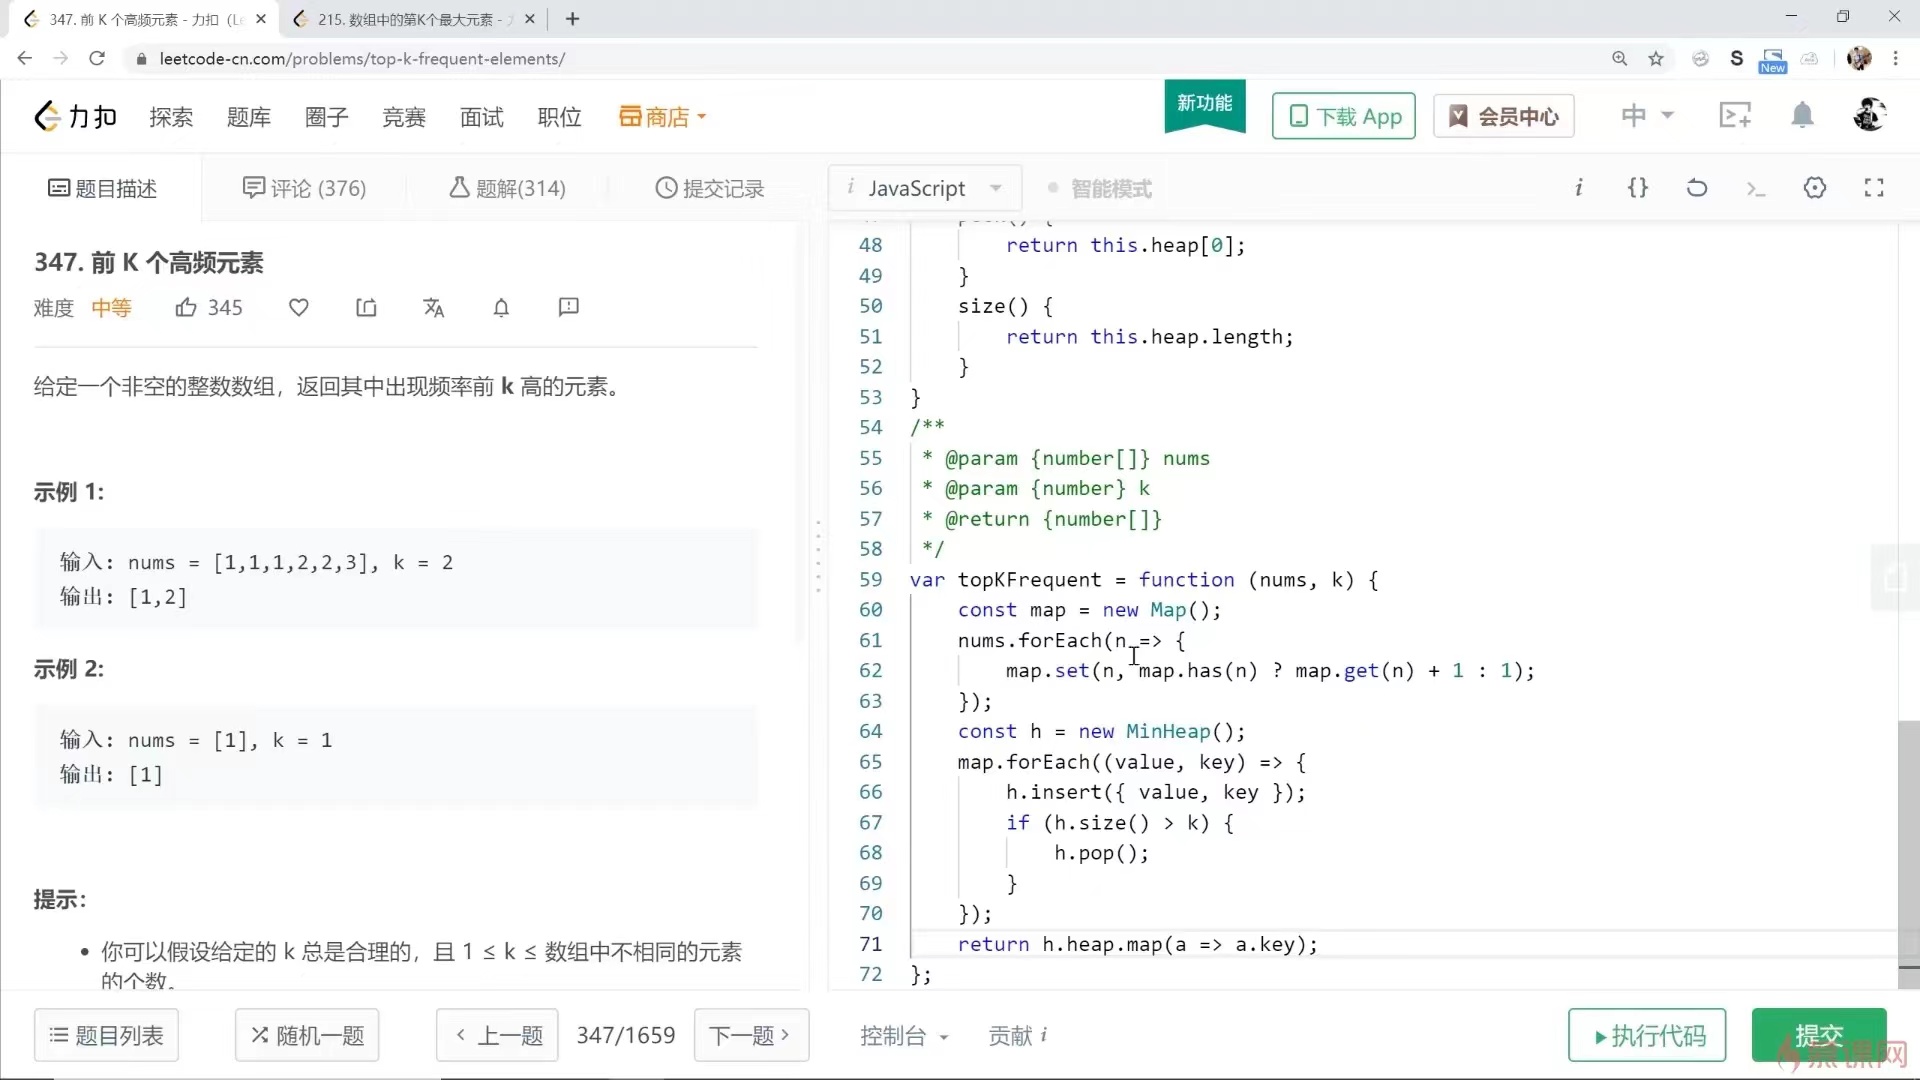 347. 前 K 个高频元素 - 力扣 (Le
215. 数组中的第K个最大元素 -
leetcode-cn.com/problems/top-k-frequent-elements/
S
New
力扣
探索
题库
圈子
竞赛
面试
职位
商店
新功能
下载 App
会员中心
中
题目描述
评论 (376)
题解(314)
提交记录
i JavaScript
智能模式
347. 前 K 个高频元素
难度 中等 345
给定一个非空的整数数组，返回其中出现频率前 k 高的元素。
示例 1:
输入: nums = [1,1,1,2,2,3], k = 2
输出: [1,2]
示例 2:
输入: nums = [1], k = 1
输出: [1]
提示：
• 你可以假设给定的 k 总是合理的，且 1 ≤ k ≤ 数组中不相同的元素
的个数。
48 return this.heap[0];
49 }
50 size() {
51 return this.heap.length;
52 }
53 }
54 /**
55 * @param {number[]} nums
56 * @param {number} k
57 * @return {number[]}
58 */
59 var topKFrequent = function (nums, k) {
60 const map = new Map();
61 nums.forEach(n => {
62 map.set(n, map.has(n) ? map.get(n) + 1 : 1);
63 });
64 const h = new MinHeap();
65 map.forEach((value, key) => {
66 h.insert({ value, key });
67 if (h.size() > k) {
68 h.pop();
69 }
70 });
71 return h.heap.map(a => a.key);
72 };
题目列表
随机一题
上一题
347/1659
下一题
控制台
贡献 i
执行代码
提交
慕课网